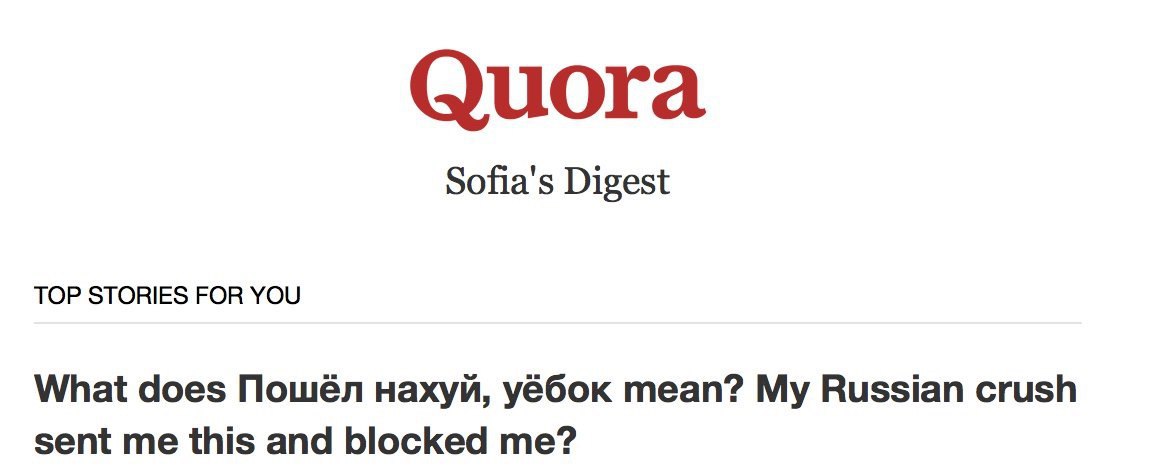 Quora
Sofia's Digest
TOP STORIES FOR YOU
What does Пошёл нахуй, уёбок mean? My Russian crush
sent me this and blocked me?